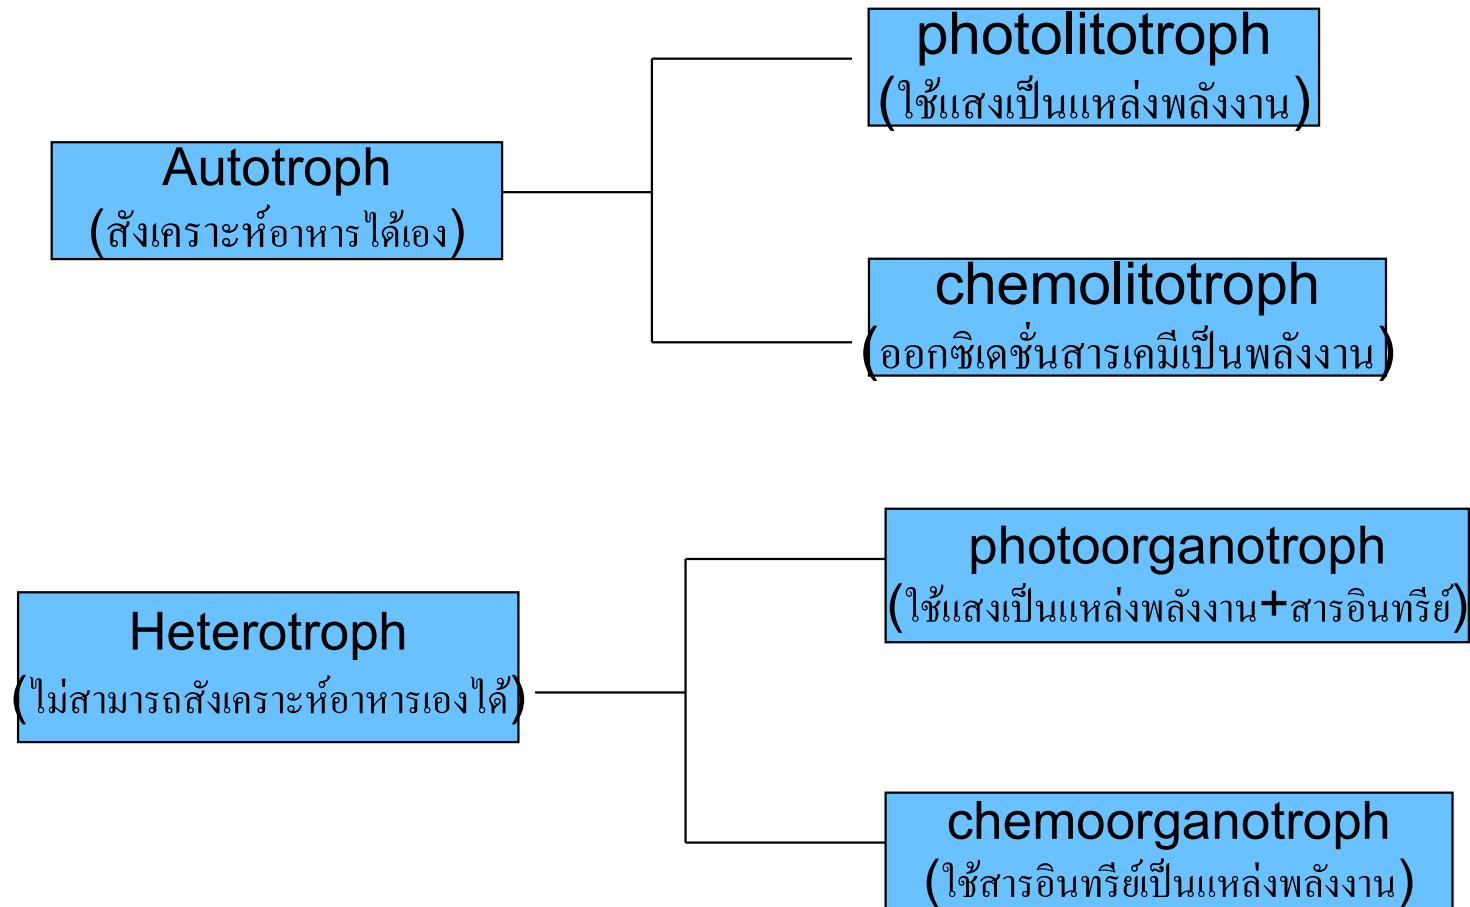 photolitotroph
(ใช้แสงเป็นแหล่งพลังงาน)
Autotroph
(สังเคราะห์อาหารได้เอง)
chemolitotroph
(ออกซิเดชั่นสารเคมีเป็นพลังงาน)
photoorganotroph
(ใช้แสงเป็นแหล่งพลังงาน+สารอินทรีย์)
Heterotroph
(ไม่สามารถสังเคราะห์อาหารเองได้)
chemoorganotroph
(ใช้สารอินทรีย์เป็นแหล่งพลังงาน)